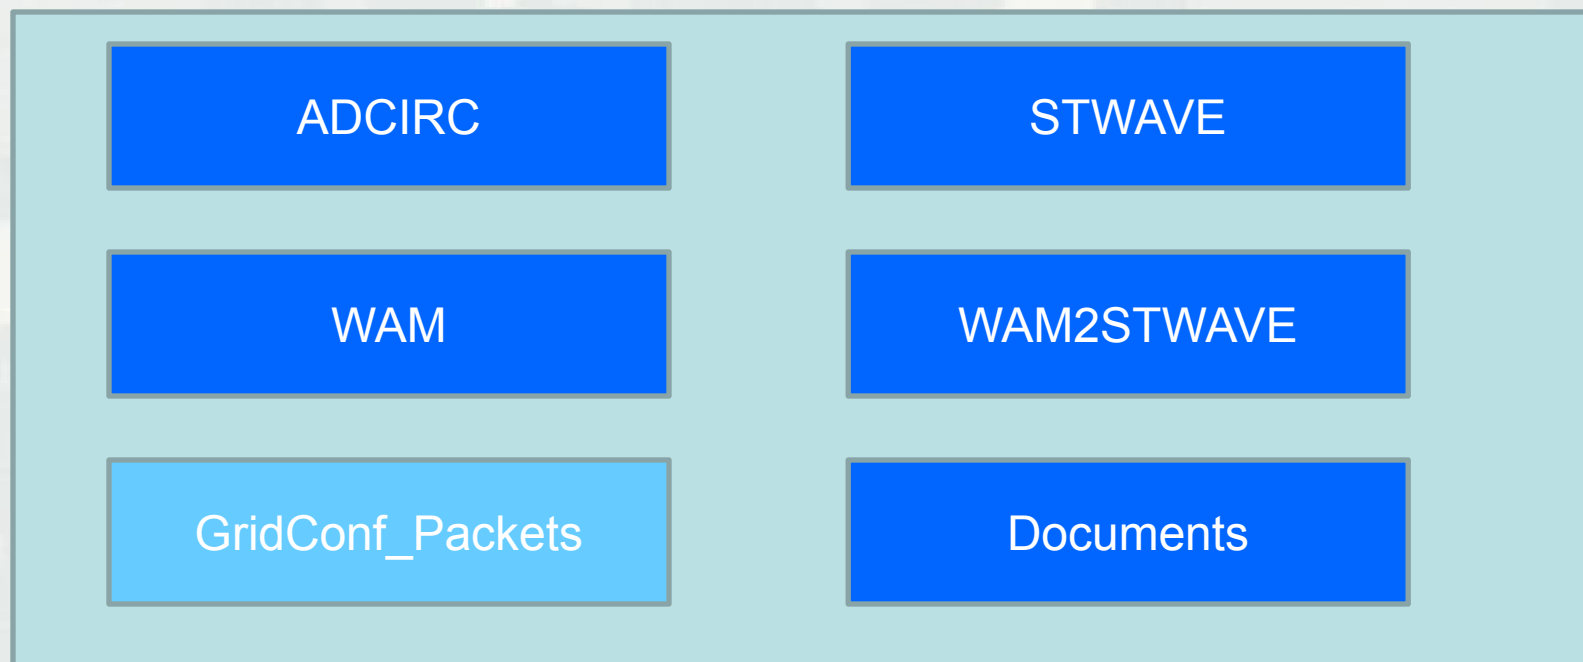 ADCIRC
STWAVE
WAM
WAM2STWAVE
GridConf_Packets
Documents